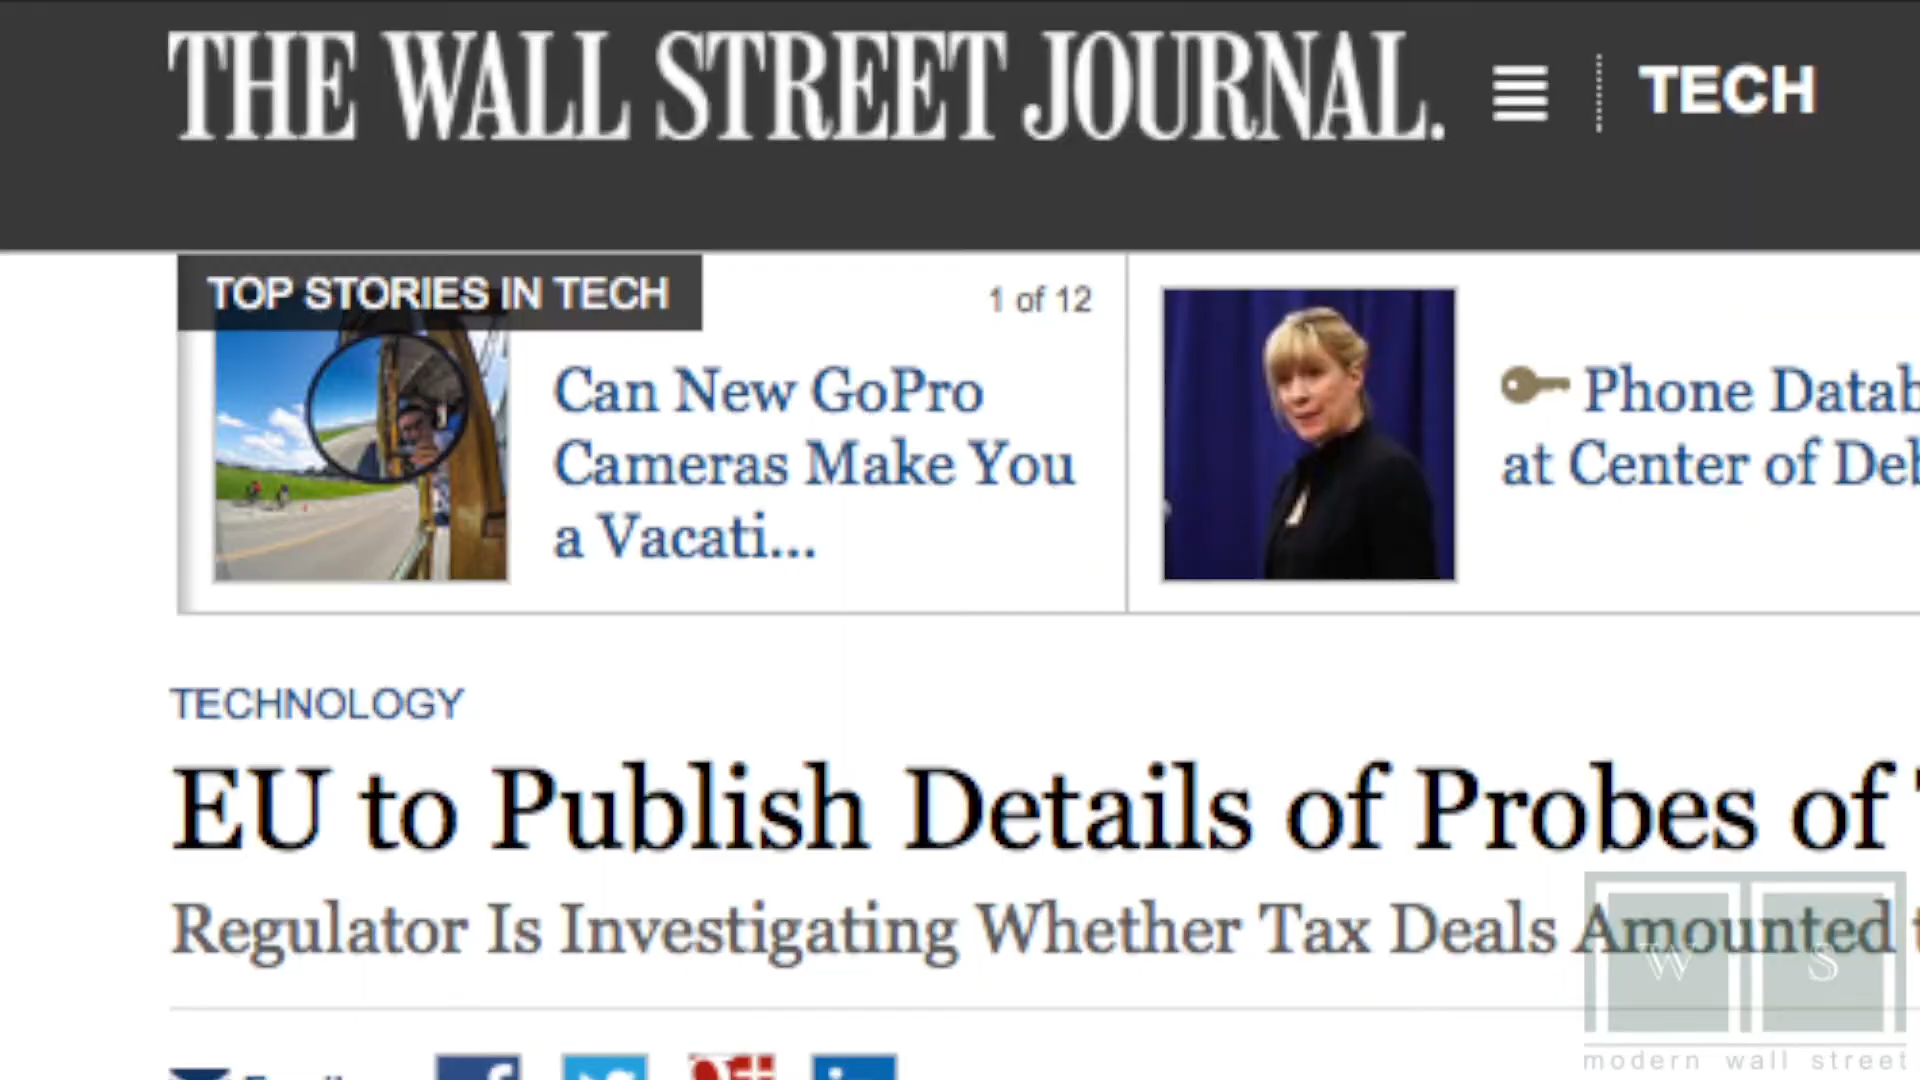 THE WALL STREET JOURNAL.
TECH
TOP STORIES IN TECH
1 of 12
Can New GoPro
Cameras Make You
a Vacati...
Phone Datab
at Center of Deb
TECHNOLOGY
EU to Publish Details of Probes of
Regulator Is Investigating Whether Tax Deals Amounted
W S
modern wall street